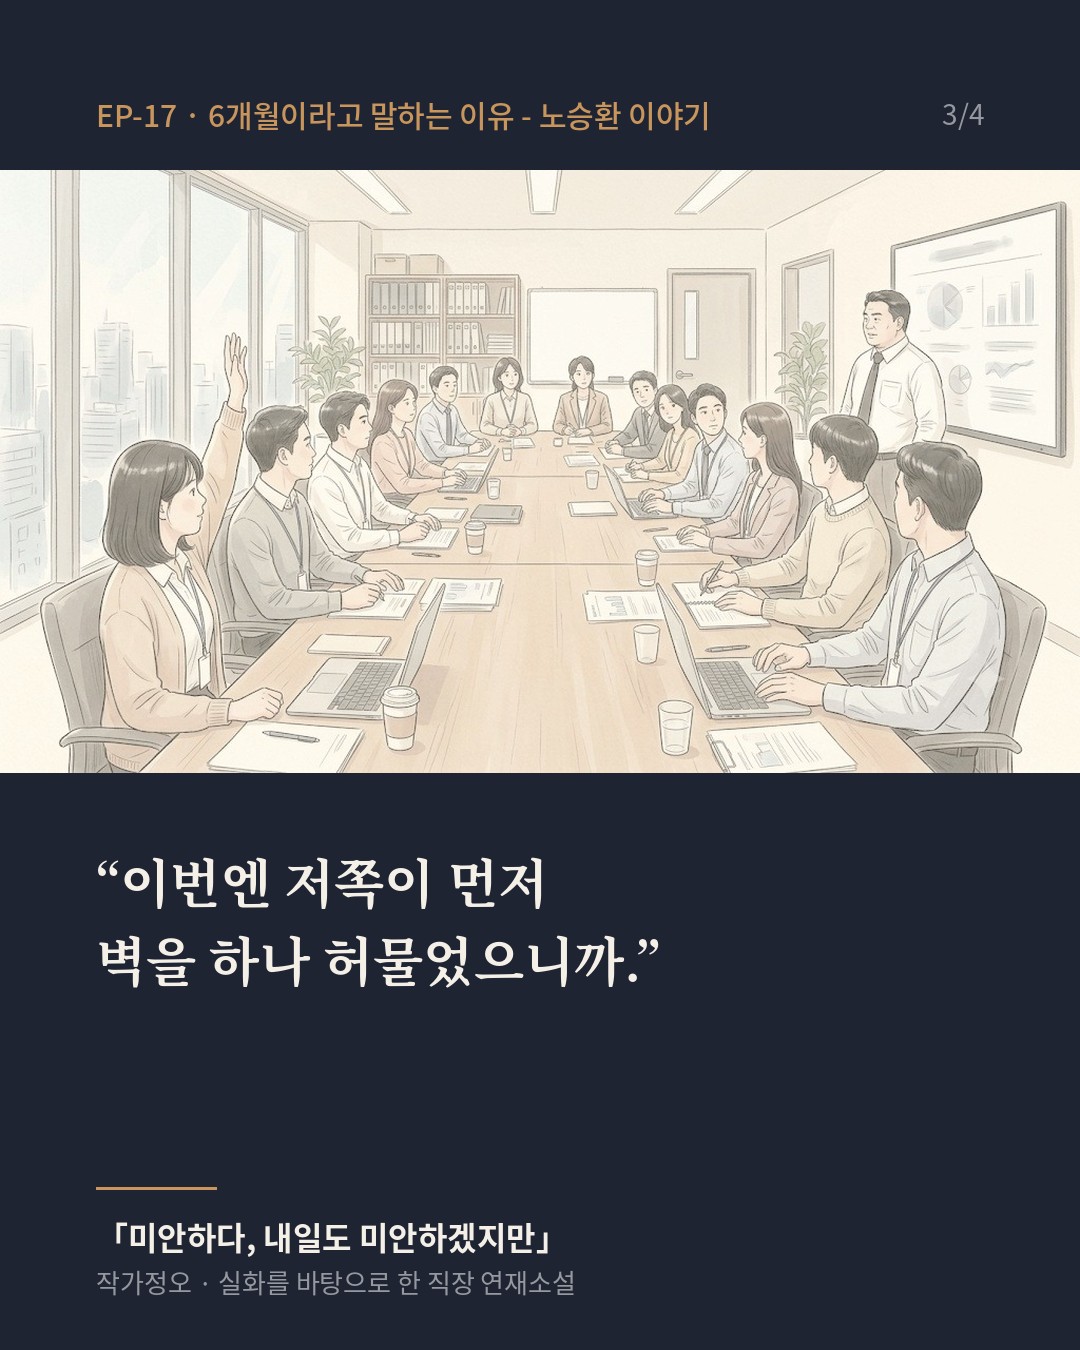 EP-17 · 6개월이라고 말하는 이유 - 노승환 이야기
3/4
“이번엔 저쪽이 먼저
벽을 하나 허물었으니까.”
「미안하다, 내일도 미안하겠지만」
작가정오 · 실화를 바탕으로 한 직장 연재소설